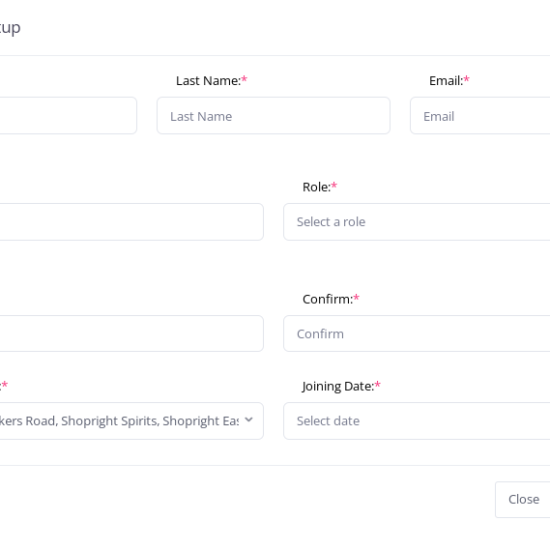 tup
Last Name:*
Email:*
Last Name
Email
Role:*
Select a role
Confirm:*
Confirm
:*
Joining Date:*
kers Road, Shopright Spirits, Shopright Eas
Select date
Close